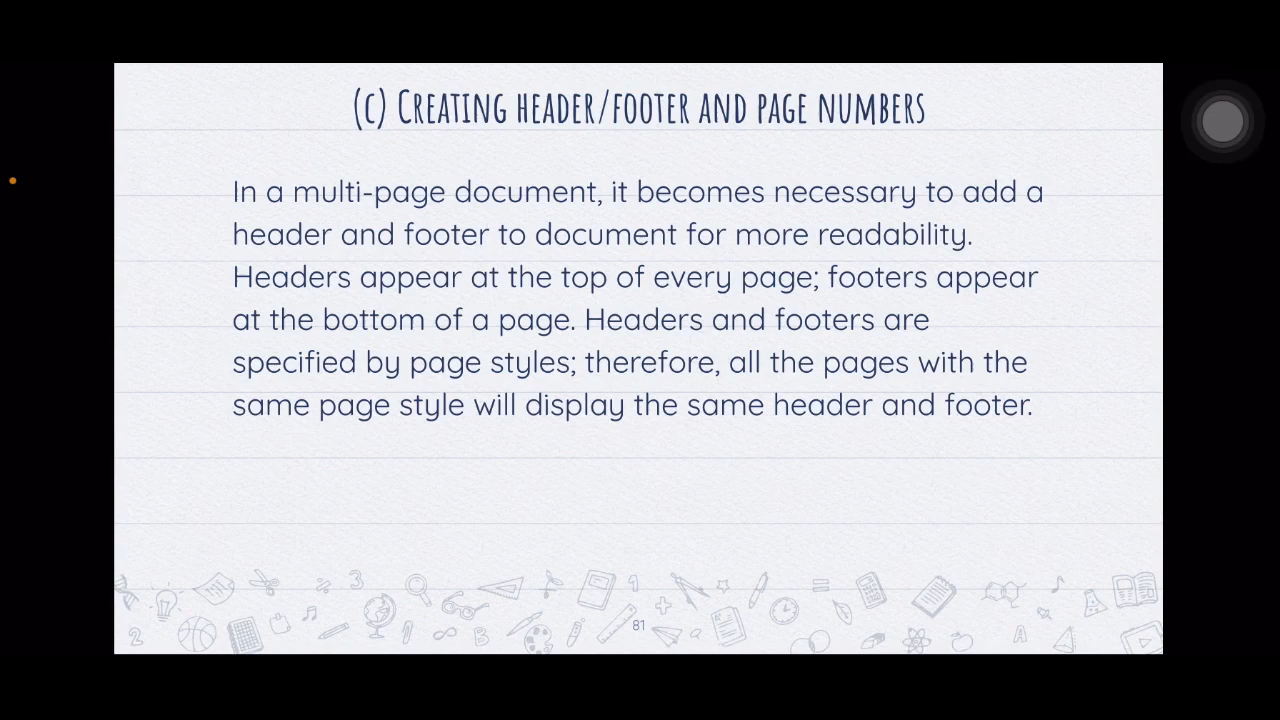 (c) Creating header/footer and page numbers
In a multi-page document, it becomes necessary to add a
header and footer to document for more readability.
Headers appear at the top of every page; footers appear
at the bottom of a page. Headers and footers are
specified by page styles; therefore, all the pages with the
same page style will display the same header and footer.
81